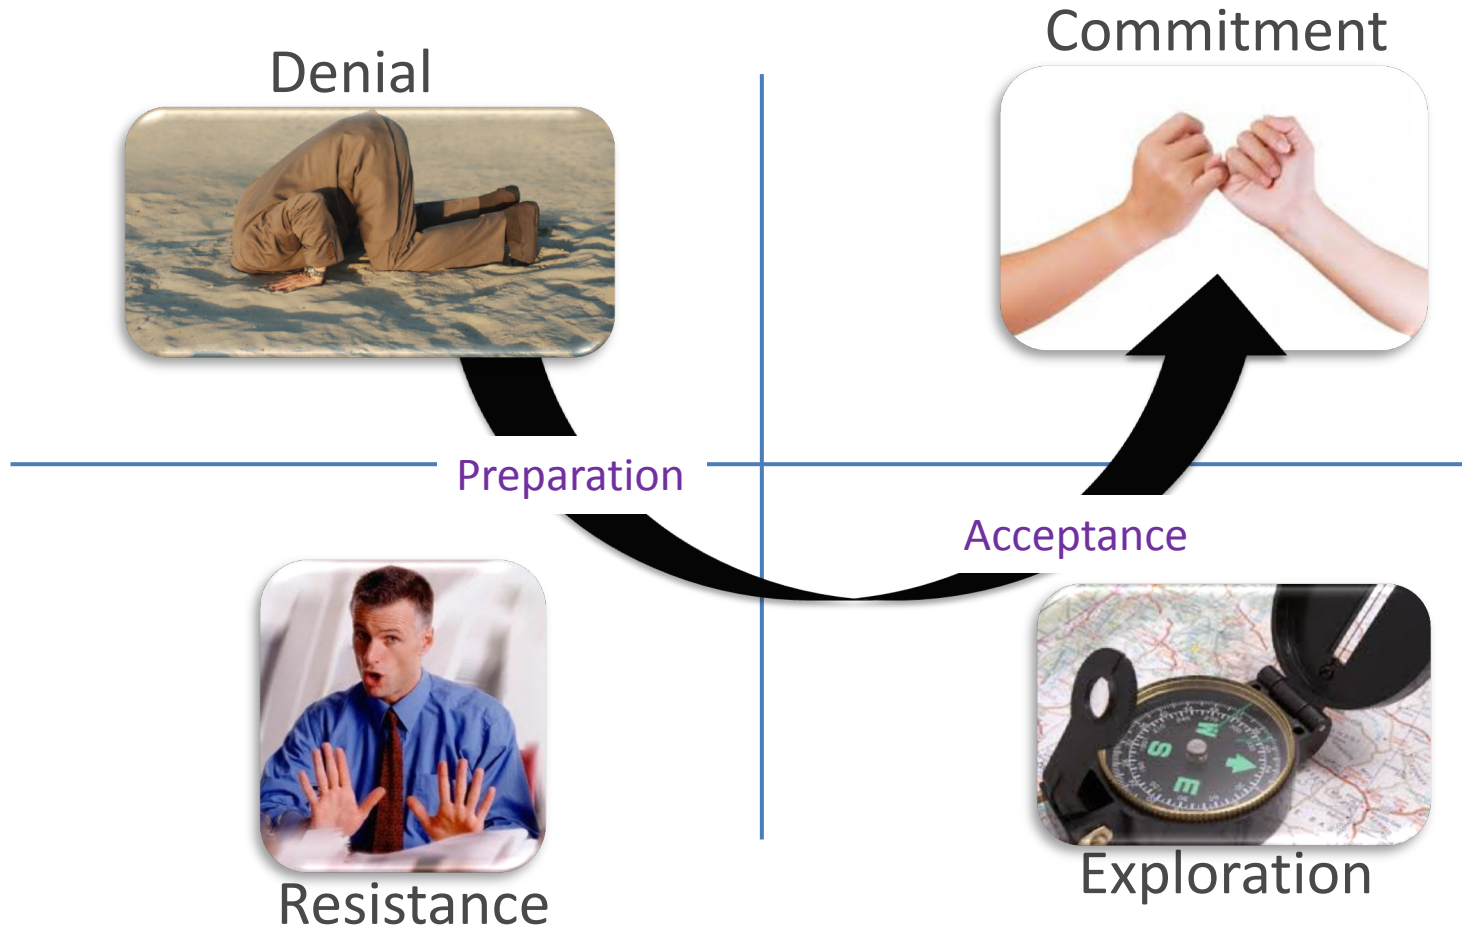 Denial
Commitment
Preparation
Acceptance
Resistance
Exploration
W
S
E